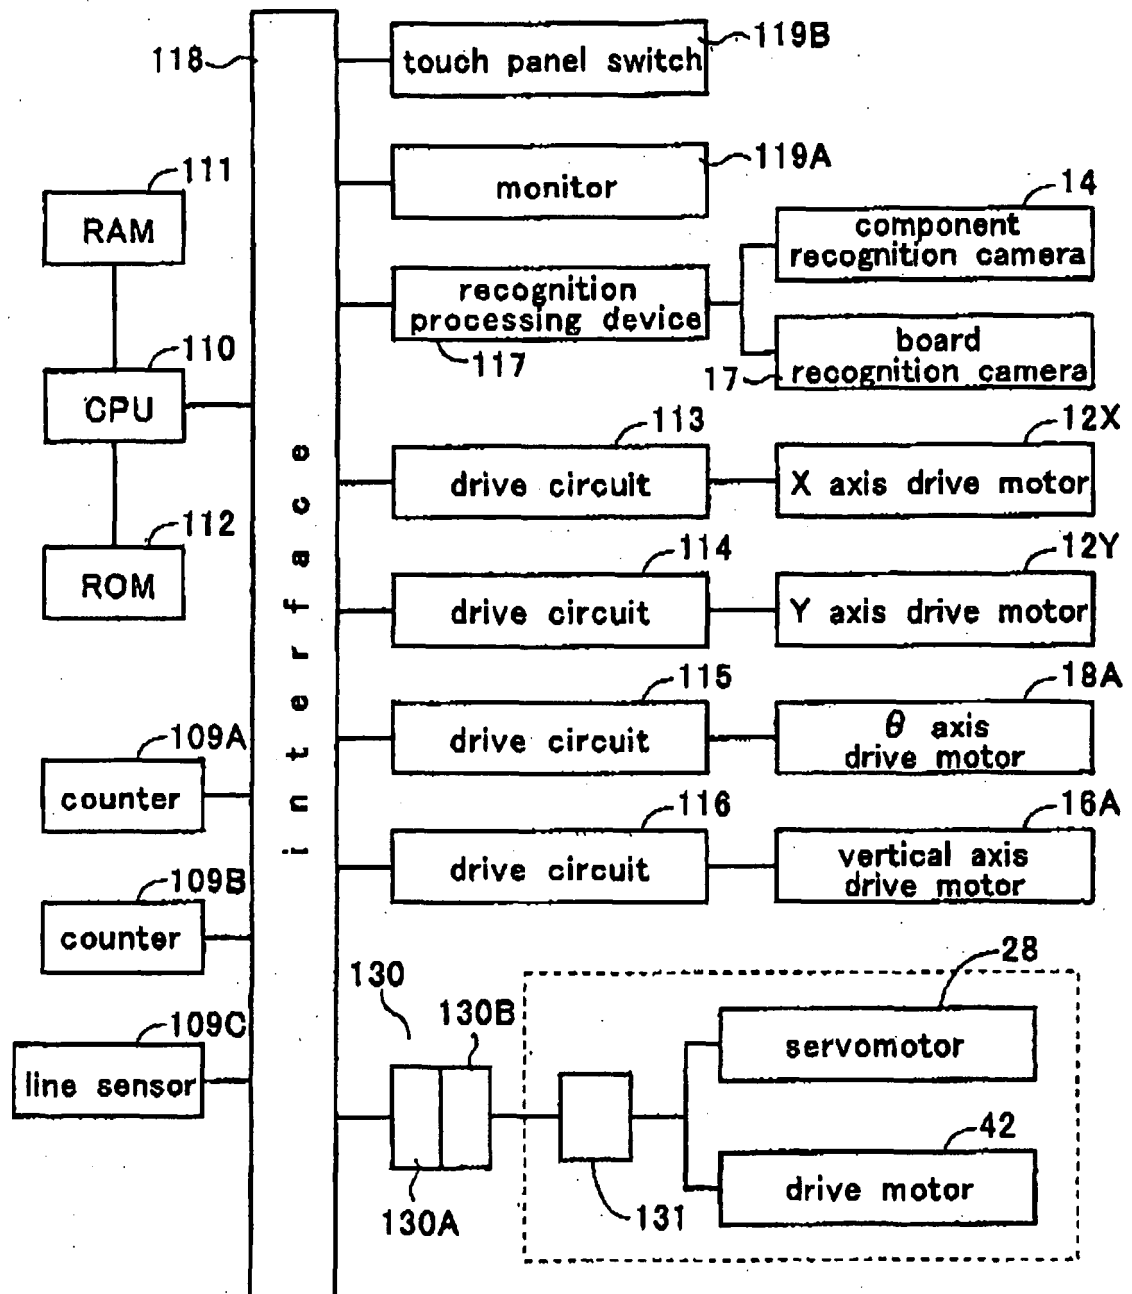 118
119B
touch panel switch
119A
monitor
111
RAM
14
component
recognition camera
recognition
processing device
117
board
recognition camera
17
110
CPU
113
drive circuit
12X
X axis drive motor
112
ROM
114
drive circuit
12Y
Y axis drive motor
interface
115
drive circuit
18A
θ axis
drive motor
109A
counter
116
drive circuit
16A
vertical axis
drive motor
109B
counter
130
130B
28
servomotor
109C
line sensor
42
drive motor
130A
131